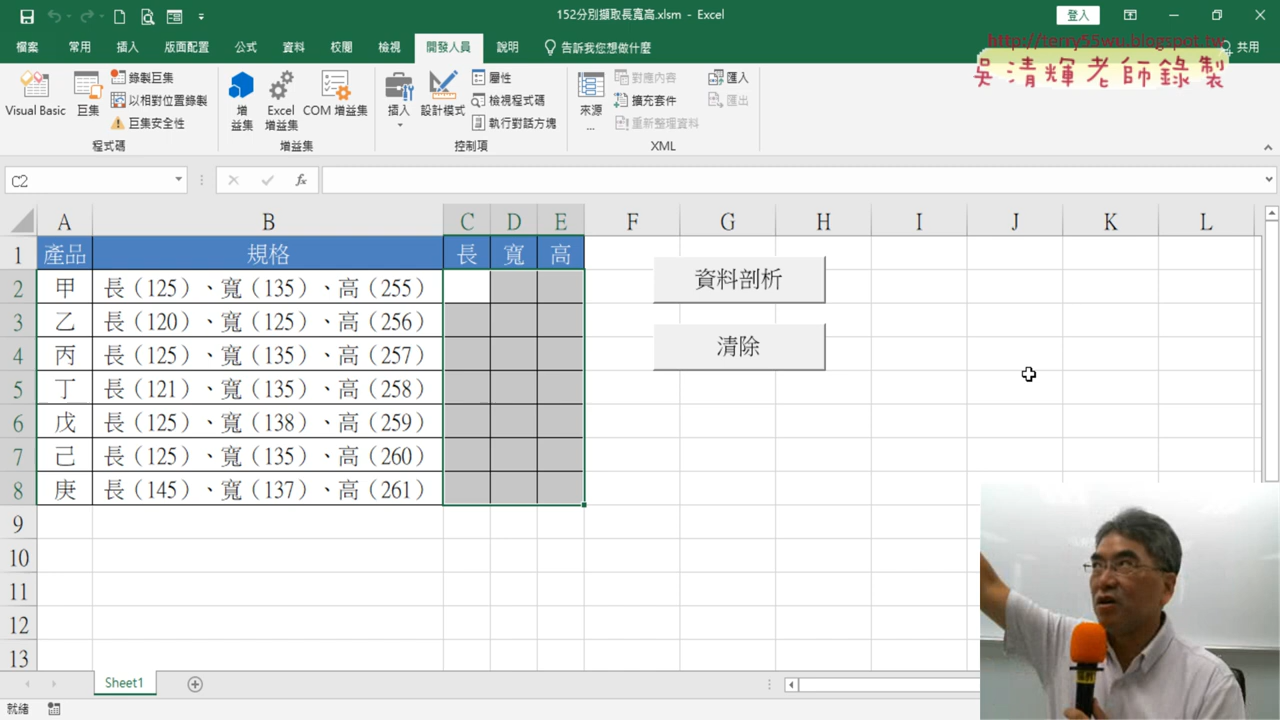 152分別擷取長寬高.xlsm - Excel
登入
檔案 常用 插入 版面配置 公式 資料 校閱 檢視 開發人員 說明 告訴我您想做什麼 共用
http://terry55wu.blogspot.tw
吳清輝老師錄製
Visual Basic 巨集 錄製巨集 以相對位置錄製 巨集安全性
程式碼
增益集 Excel 增益集 COM 增益集
增益集
插入 設計模式 屬性 檢視程式碼 執行對話方塊
控制項
來源... 對應內容 擴充套件 重新整理資料 匯入 匯出
XML
C2 fx
A B C D E F G H I J K L
1 產品 規格 長 寬 高
2 甲 長（125）、寬（135）、高（255）
3 乙 長（120）、寬（125）、高（256）
4 丙 長（125）、寬（135）、高（257）
5 丁 長（121）、寬（135）、高（258）
6 戊 長（125）、寬（138）、高（259）
7 己 長（125）、寬（135）、高（260）
8 庚 長（145）、寬（137）、高（261）
9
10
11
12
13
資料剖析
清除
Sheet1
就緒